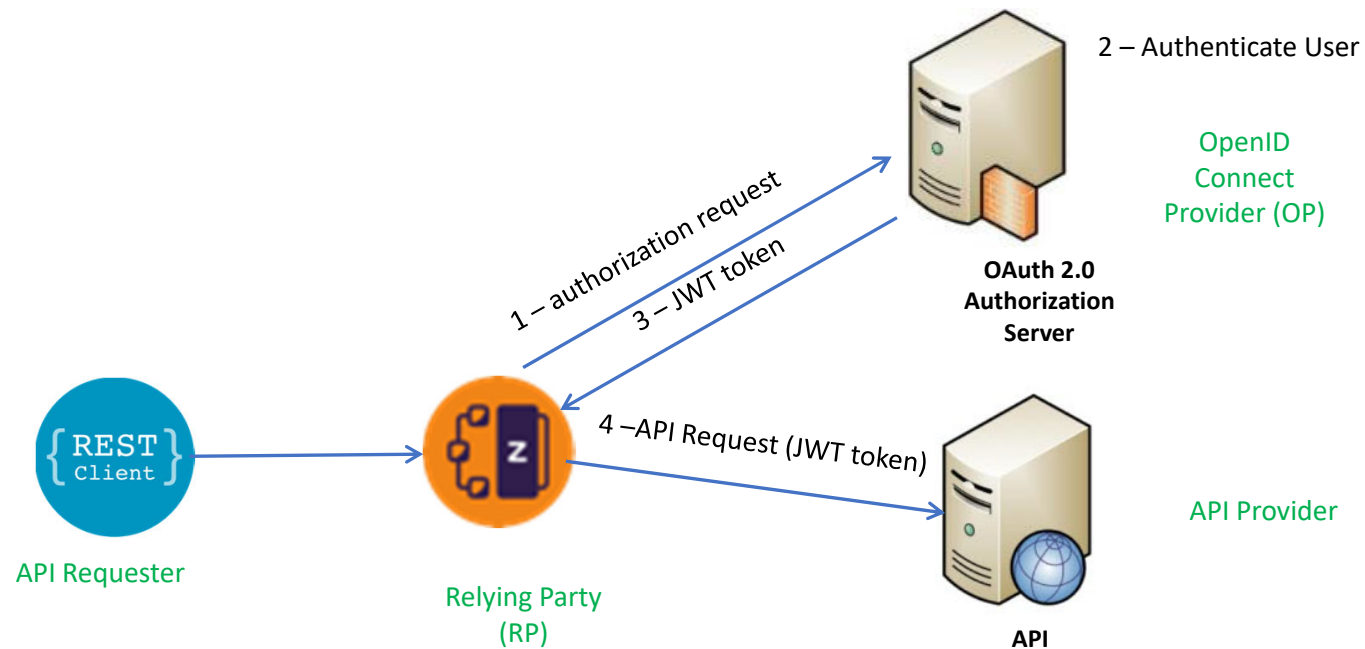 2 – Authenticate User
OpenID
Connect
Provider (OP)
OAuth 2.0
Authorization
Server
1 – authorization request
3 – JWT token
{ REST }
Client
API Requester
z
Relying Party
(RP)
4 –API Request (JWT token)
API Provider
API